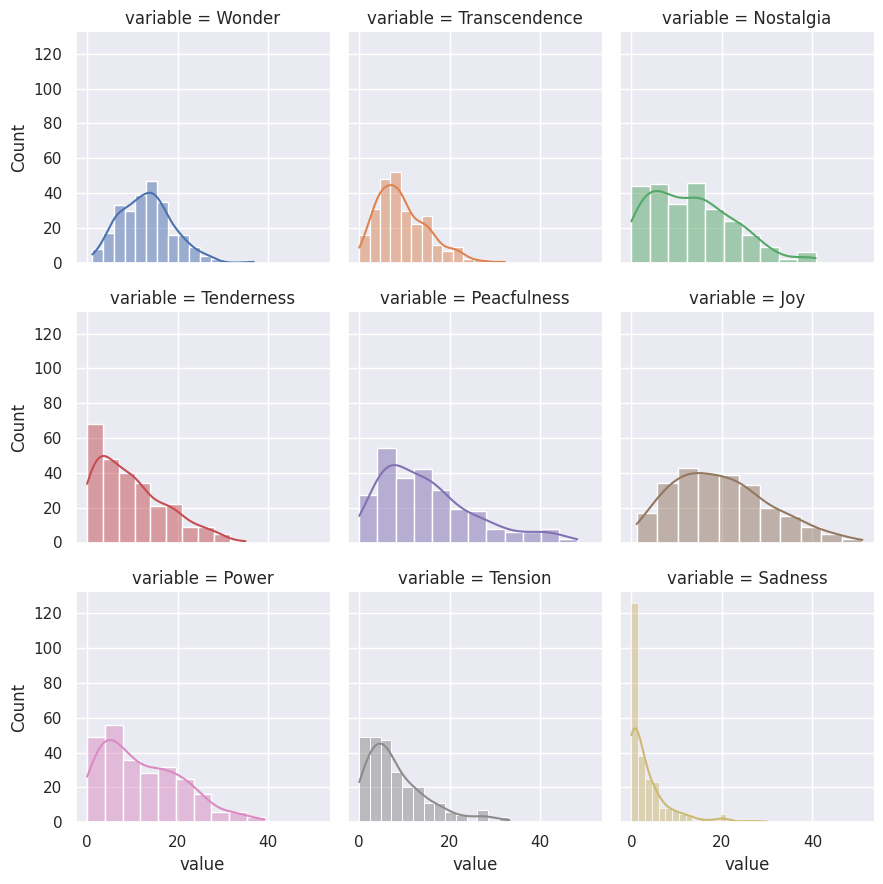 variable = Wonder
variable = Transcendence
variable = Nostalgia
120
100
80
60
40
20
0
Count
variable = Tenderness
variable = Peacefulness
variable = Joy
120
100
80
60
40
20
0
Count
variable = Power
variable = Tension
variable = Sadness
120
100
80
60
40
20
0
Count
0 20 40
0 20 40
0 20 40
value
value
value